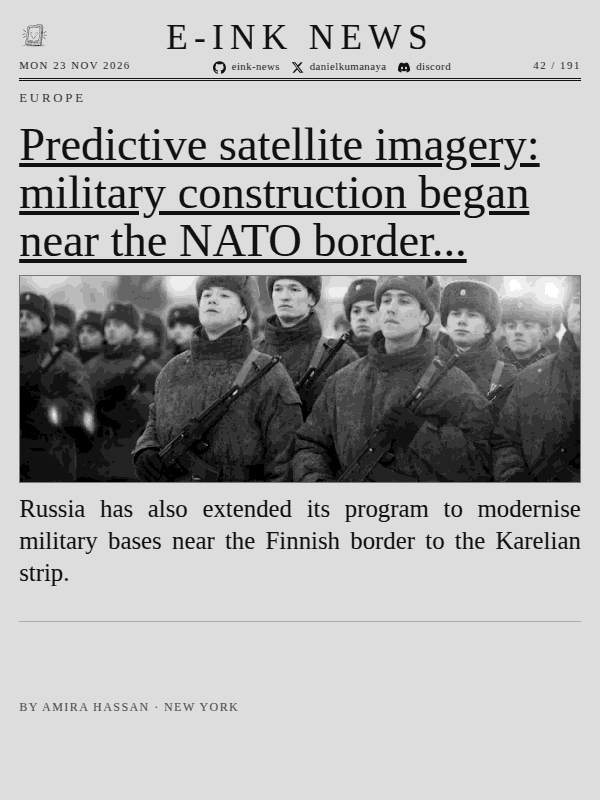 E-INK NEWS
MON 23 NOV 2026
eink-news
danielkumanaya
discord
42 / 191
EUROPE
Predictive satellite imagery:
military construction began
near the NATO border...
Russia has also extended its program to modernise
military bases near the Finnish border to the Karelian
strip.
BY AMIRA HASSAN · NEW YORK